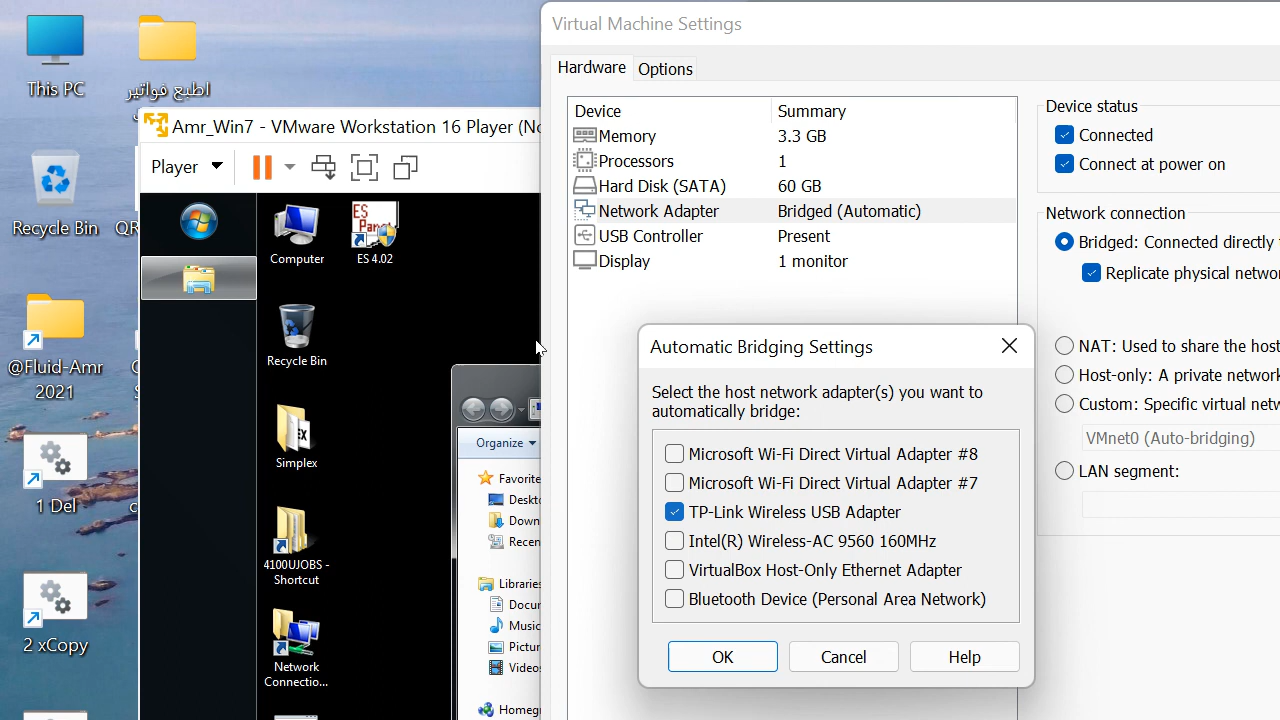 This PC
اطبع فواتير
Recycle Bin
QR
@Fluid-Amr
2021
1 Del
2 xCopy
Amr_Win7 - VMware Workstation 16 Player (No
Player
Computer
ES
ES 4.02
Recycle Bin
EX
Simplex
4100UJOBS -
Shortcut
Network
Connectio...
Organize
Favorite
Deskto
Down
Recen
Libraries
Docur
Music
Pictur
Videos
Homeg
Virtual Machine Settings
Hardware
Options
Device Summary
Memory 3.3 GB
Processors 1
Hard Disk (SATA) 60 GB
Network Adapter Bridged (Automatic)
USB Controller Present
Display 1 monitor
Device status
Connected
Connect at power on
Network connection
Bridged: Connected directly
Replicate physical netwo
NAT: Used to share the host
Host-only: A private network
Custom: Specific virtual netw
VMnet0 (Auto-bridging)
LAN segment:
Automatic Bridging Settings
Select the host network adapter(s) you want to
automatically bridge:
Microsoft Wi-Fi Direct Virtual Adapter #8
Microsoft Wi-Fi Direct Virtual Adapter #7
TP-Link Wireless USB Adapter
Intel(R) Wireless-AC 9560 160MHz
VirtualBox Host-Only Ethernet Adapter
Bluetooth Device (Personal Area Network)
OK
Cancel
Help